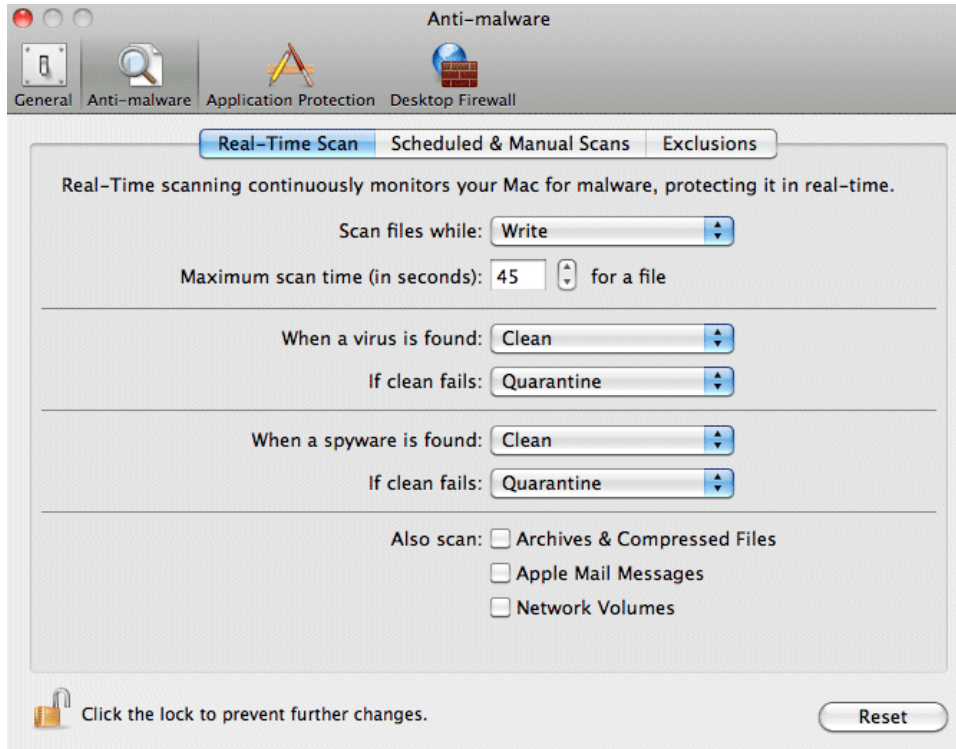 Anti-malware
General Anti-malware Application Protection Desktop Firewall
Real-Time Scan Scheduled & Manual Scans Exclusions
Real-Time scanning continuously monitors your Mac for malware, protecting it in real-time.
Scan files while: Write
Maximum scan time (in seconds): 45 for a file
When a virus is found: Clean
If clean fails: Quarantine
When a spyware is found: Clean
If clean fails: Quarantine
Also scan: Archives & Compressed Files
Apple Mail Messages
Network Volumes
Click the lock to prevent further changes.
Reset